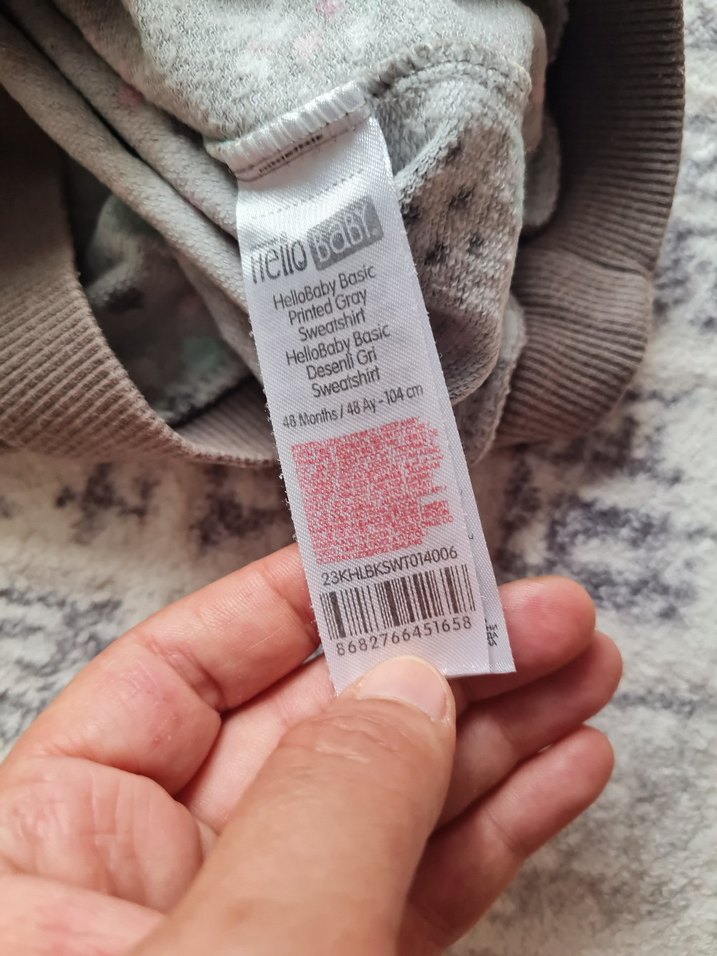 Hello BaBY.
HelloBaby Basic
Printed Gray
Sweatshirt
HelloBaby Basic
Desenli Gri
Sweatshirt
48 Months / 48 Ay - 104 cm
23KHLBKSWT014006
8682766451658